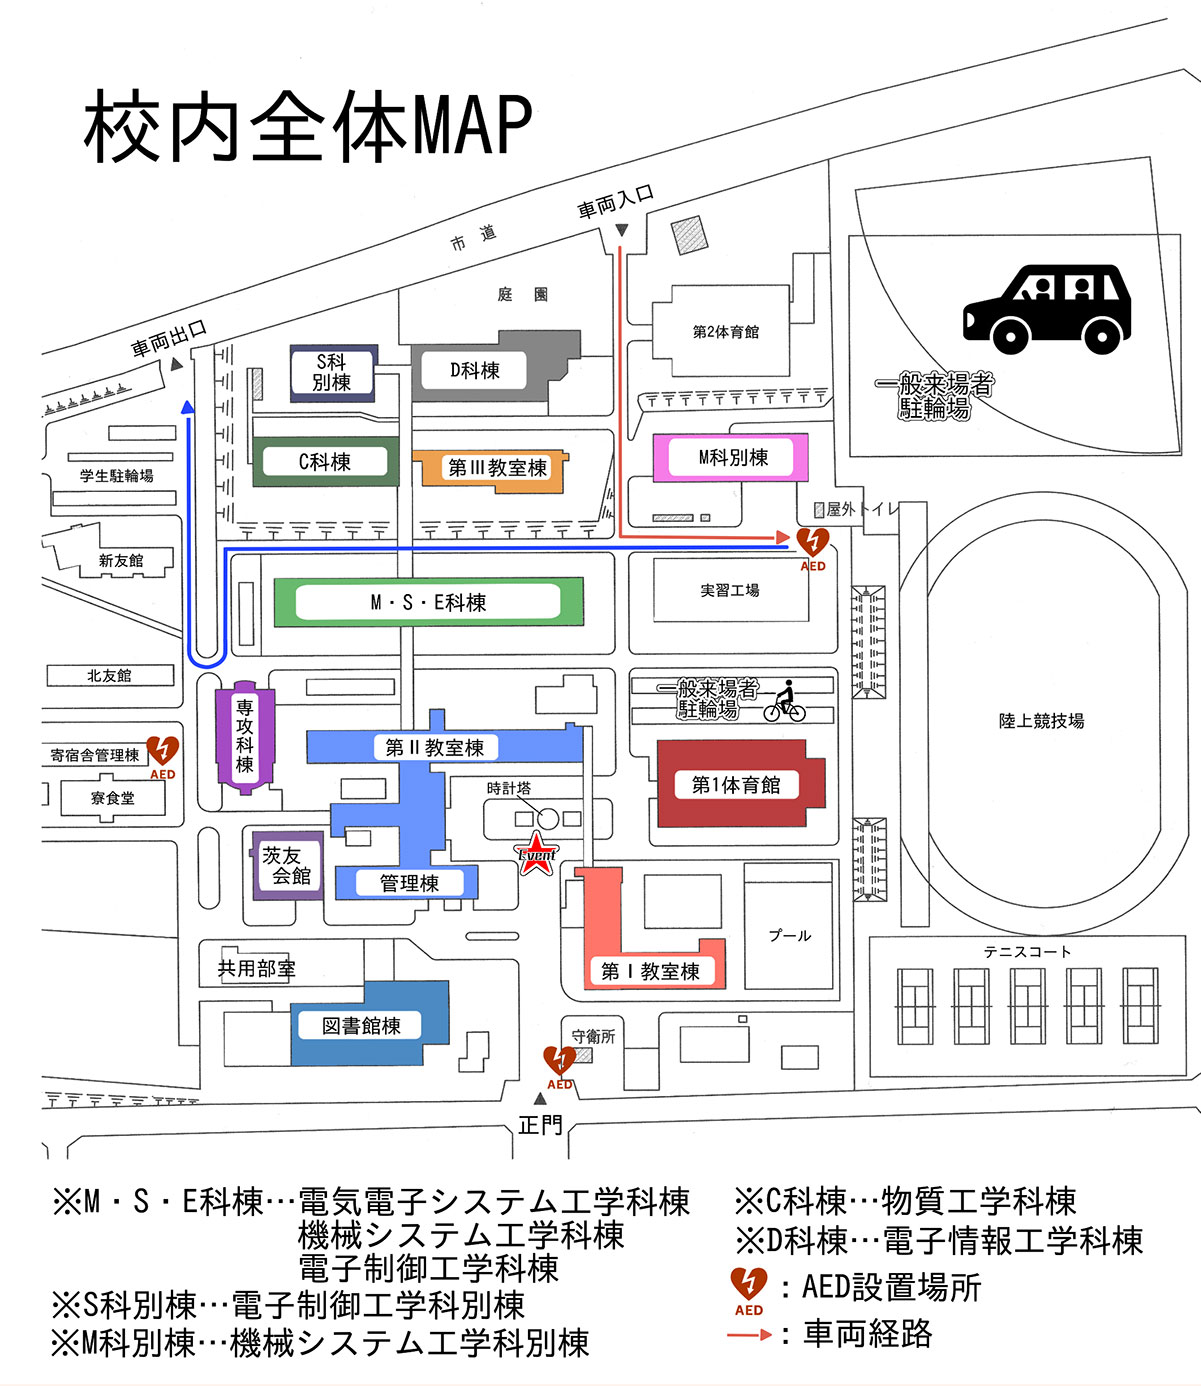 校内全体MAP
車両入口
市道
庭園
車両出口
第2体育館
S科
別棟
D科棟
一般来場者
駐輪場
C科棟
第Ⅲ教室棟
M科別棟
学生駐輪場
屋外トイレ
新友館
AED
実習工場
M・S・E科棟
北友館
一般来場者
駐輪場
専攻科棟
陸上競技場
第Ⅱ教室棟
寄宿舎管理棟
AED
第1体育館
時計塔
寮食堂
Event
茨友
会館
管理棟
プール
テニスコート
共用部室
第Ⅰ教室棟
図書館棟
守衛所
AED
正門
※M・S・E科棟…電気電子システム工学科棟
機械システム工学科棟
電子制御工学科棟
※S科別棟…電子制御工学科別棟
※M科別棟…機械システム工学科別棟
※C科棟…物質工学科棟
※D科棟…電子情報工学科棟
AED
：AED設置場所
：車両経路